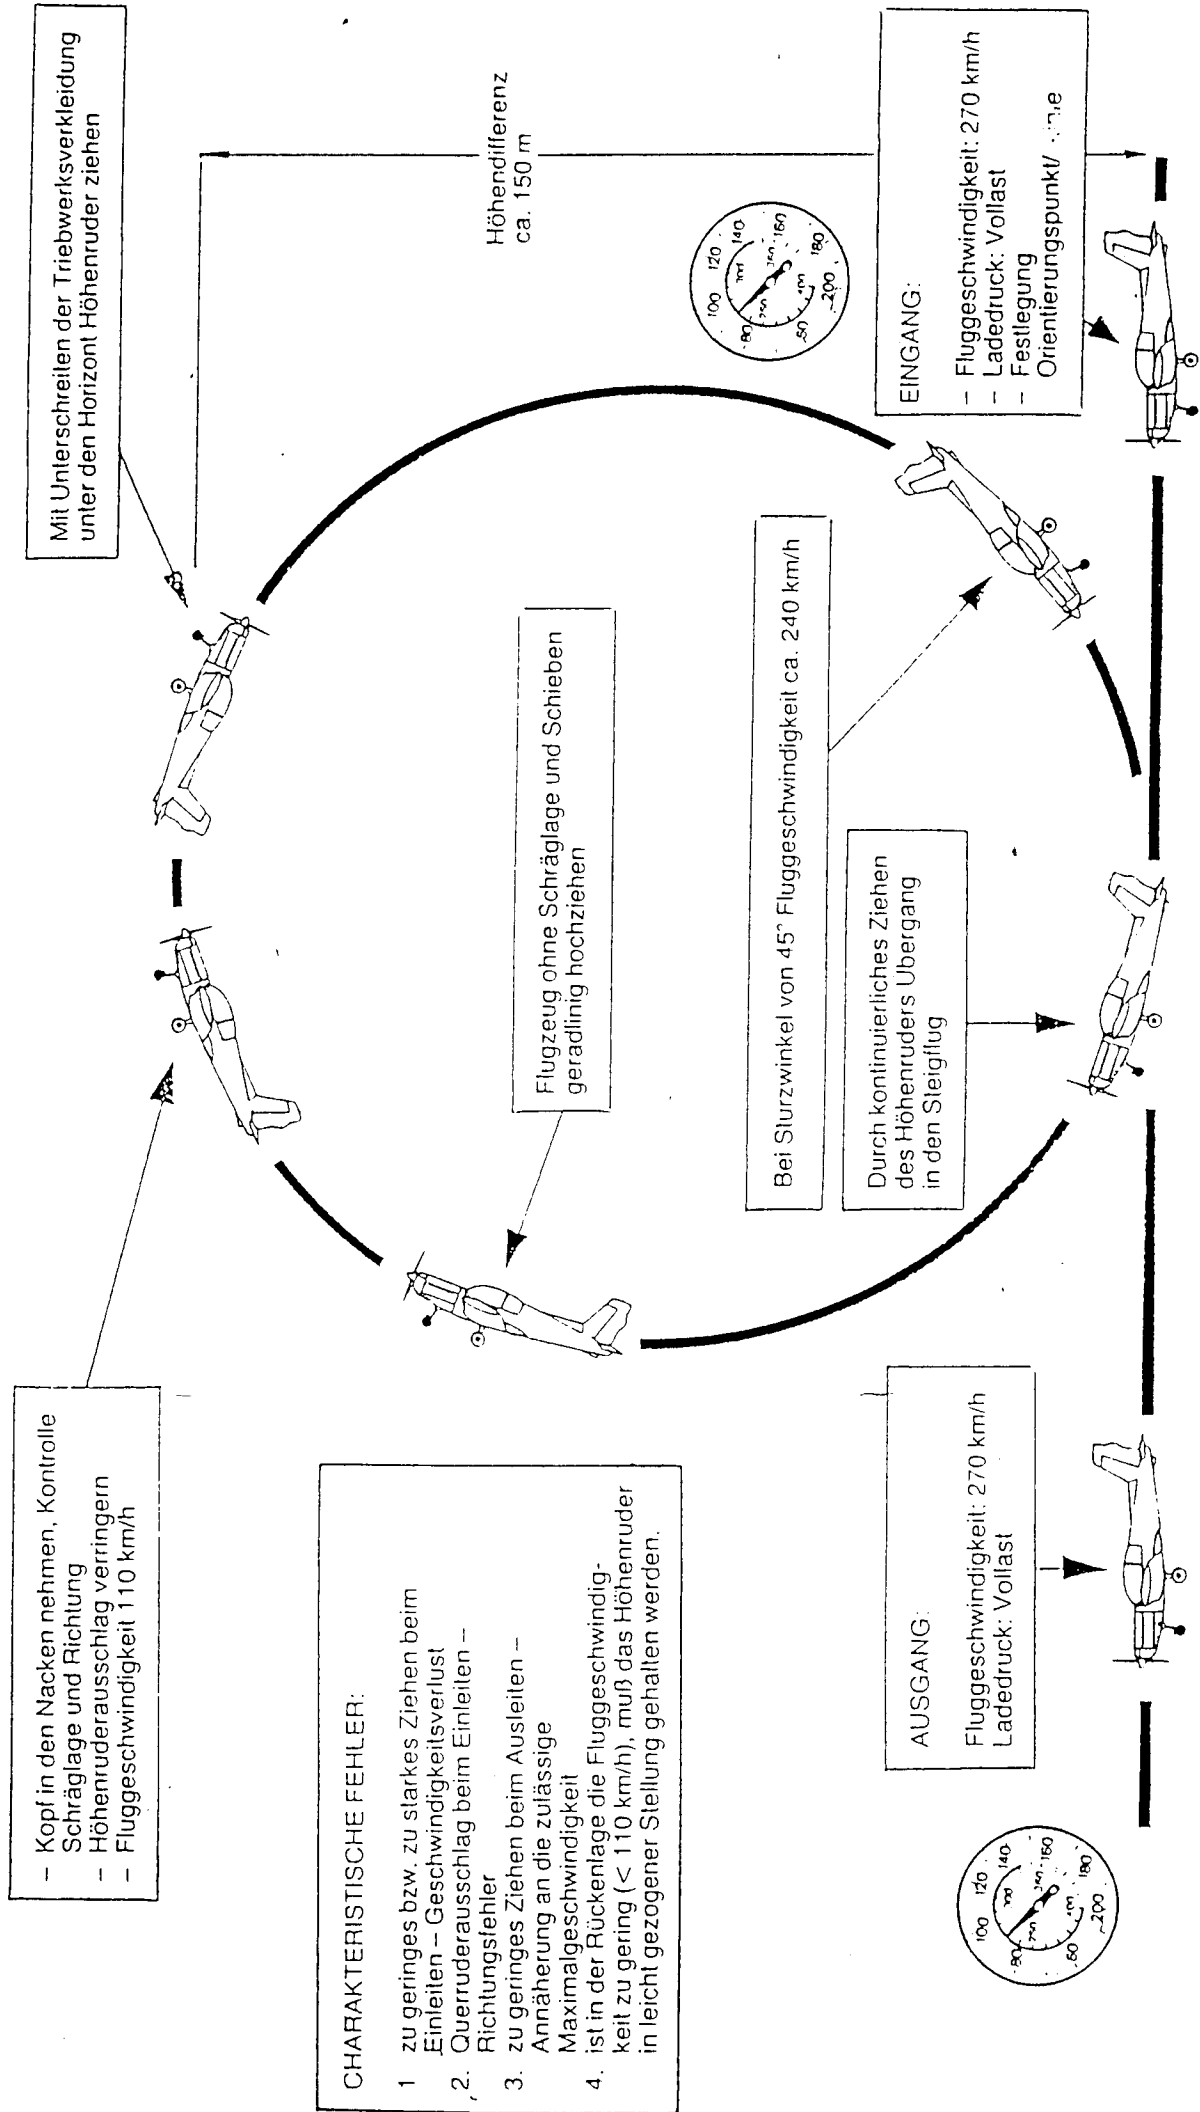 - Kopf in den Nacken nehmen, Kontrolle
Schräglage und Richtung
- Höhenruderausschlag verringern
- Fluggeschwindigkeit 110 km/h
Mit Unterschreiten der Triebwerksverkleidung
unter den Horizont Höhenruder ziehen
CHARAKTERISTISCHE FEHLER:
1 zu geringes bzw. zu starkes Ziehen beim
Einleiten – Geschwindigkeitsverlust
2. Querruderausschlag beim Einleiten –
Richtungsfehler
3. zu geringes Ziehen beim Ausleiten –
Annäherung an die zulässige
Maximalgeschwindigkeit
4. ist in der Rückenlage die Fluggeschwindig-
keit zu gering (< 110 km/h), muß das Höhenruder
in leicht gezogener Stellung gehalten werden.
Flugzeug ohne Schräglage und Schieben
geradlinig hochziehen
Höhendifferenz
ca. 150 m
Bei Sturzwinkel von 45° Fluggeschwindigkeit ca. 240 km/h
Durch kontinuierliches Ziehen
des Höhenruders Ubergang
in den Steigflug
80 100 120 140 160 180 200
EINGANG:
- Fluggeschwindigkeit: 270 km/h
- Ladedruck: Vollast
- Festlegung
Orientierungspunkt/
AUSGANG:
Fluggeschwindigkeit: 270 km/h
Ladedruck: Vollast
80 100 120 140 160 180 200